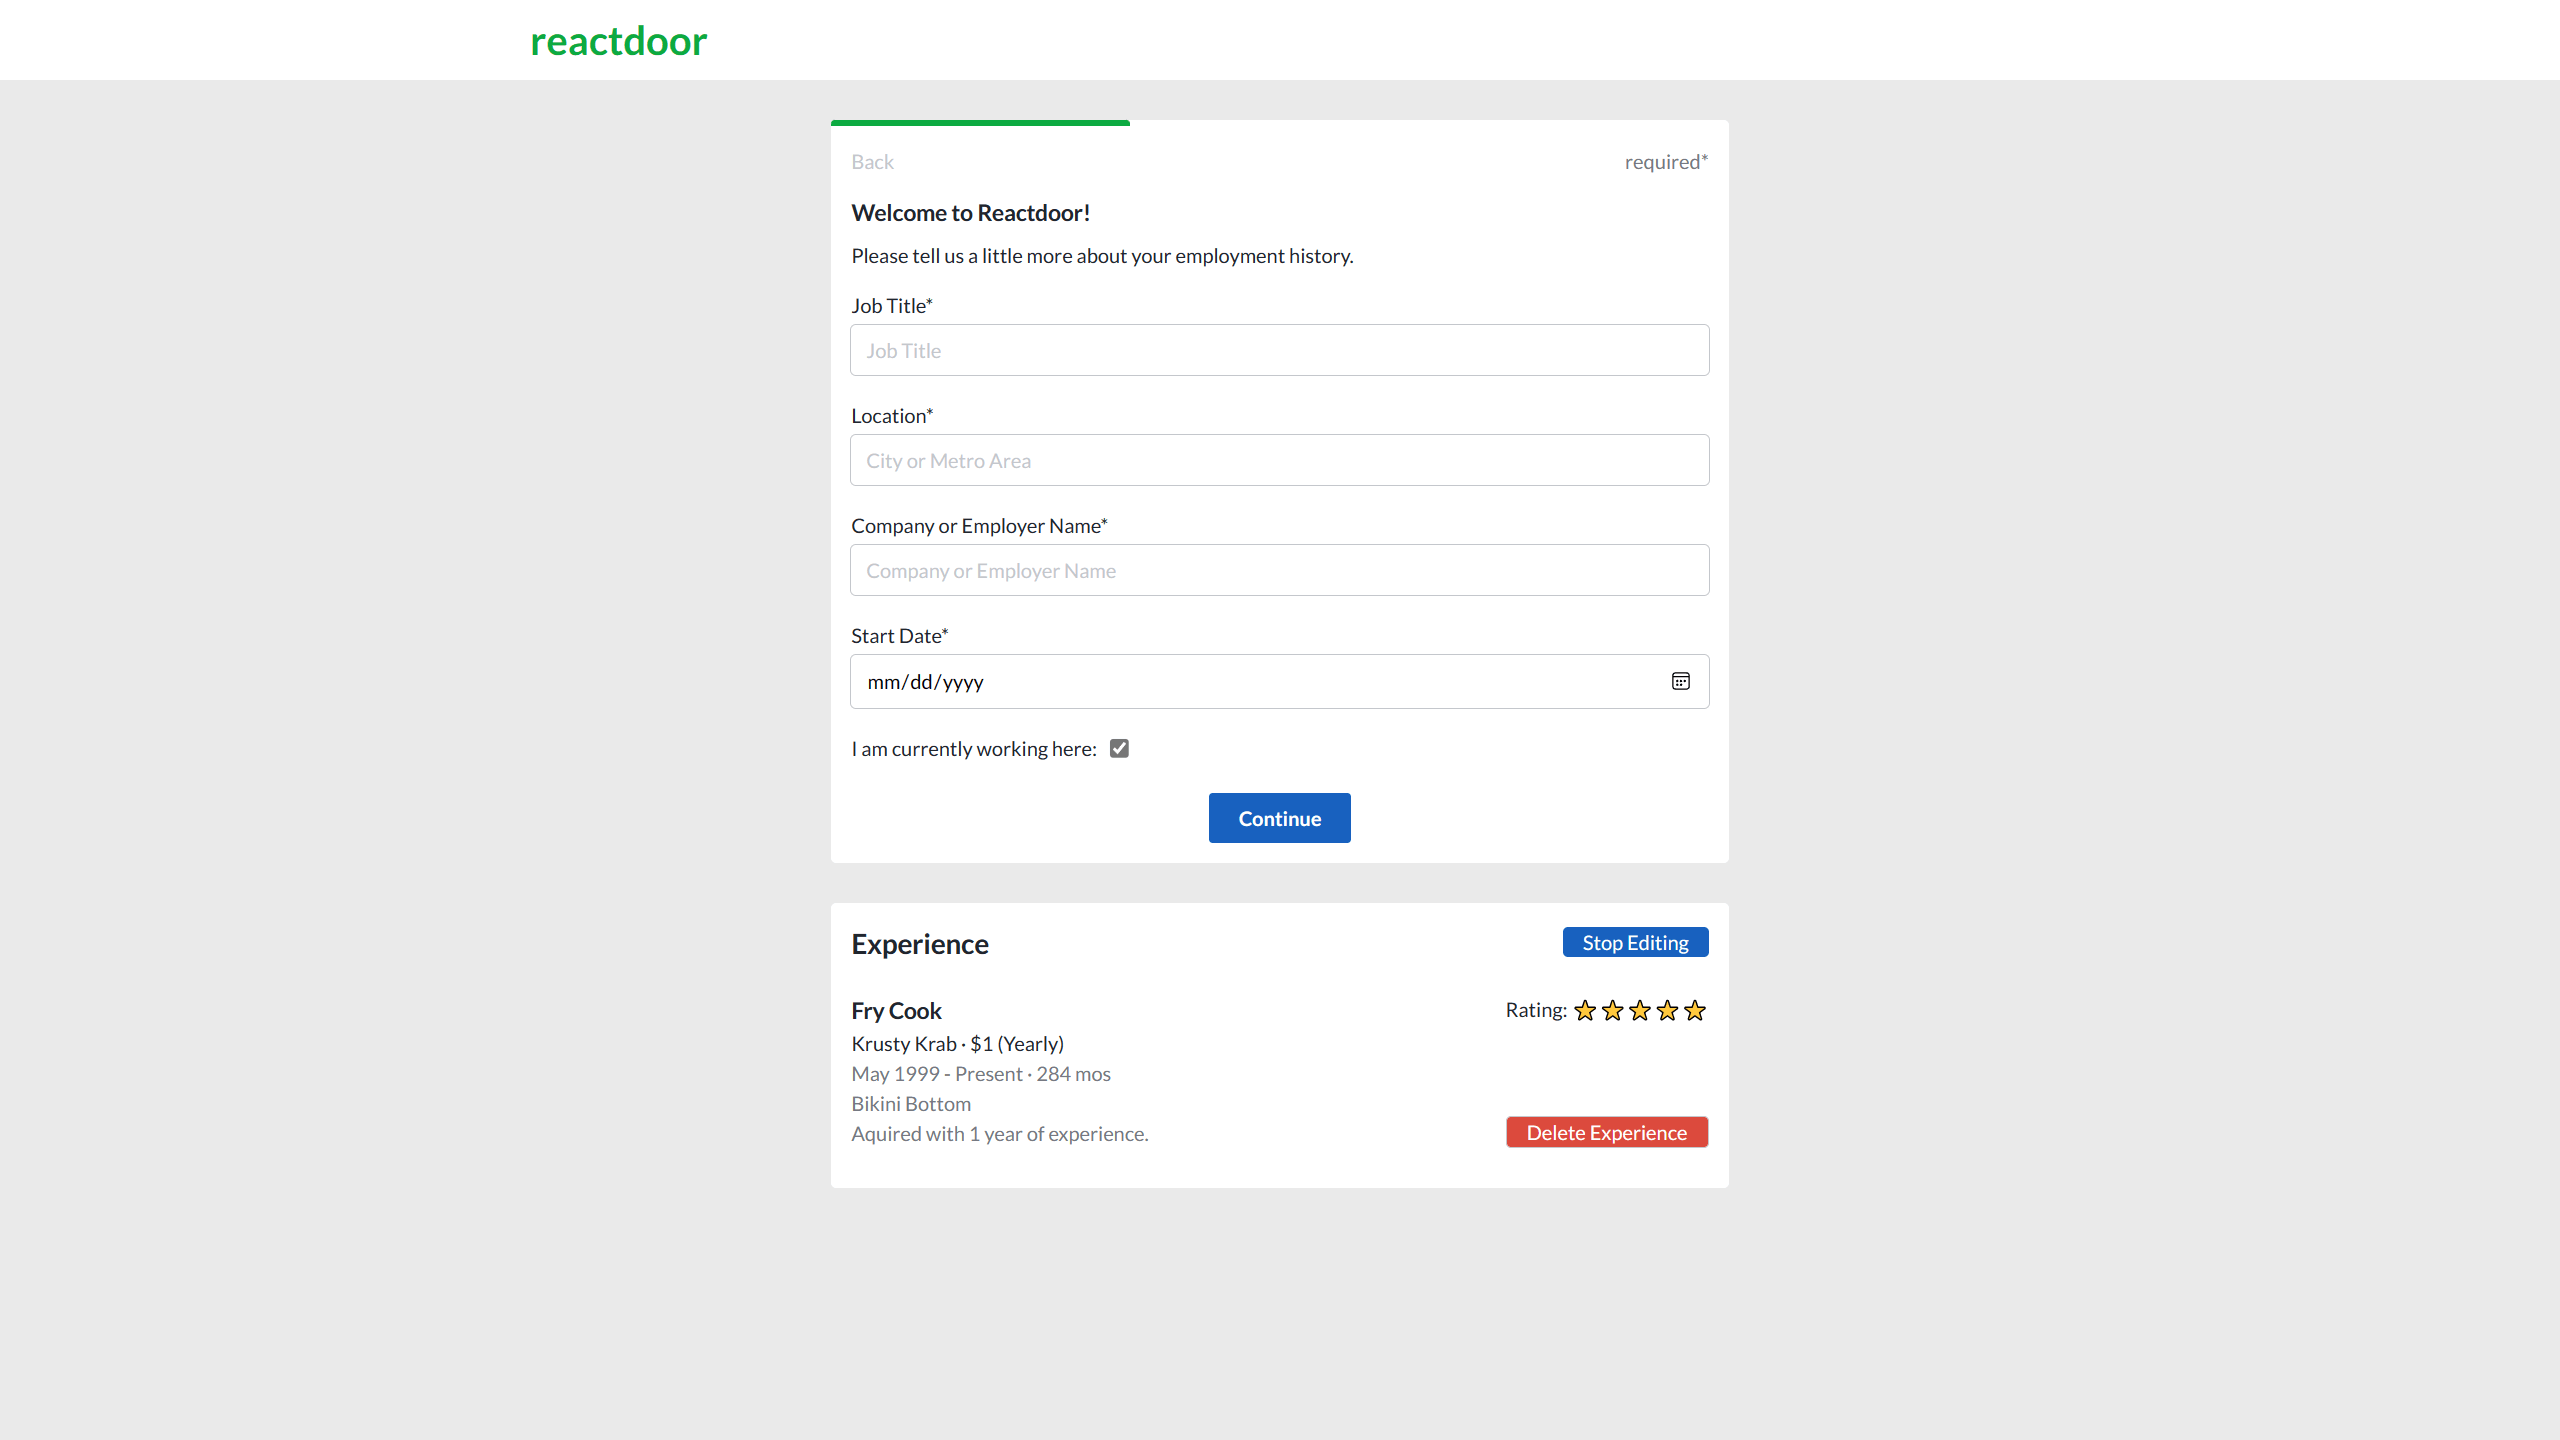 reactdoor
Back
required*
Welcome to Reactdoor!
Please tell us a little more about your employment history.
Job Title*
Job Title
Location*
City or Metro Area
Company or Employer Name*
Company or Employer Name
Start Date*
mm/dd/yyyy
I am currently working here:
Continue
Experience
Stop Editing
Fry Cook
Rating:
Krusty Krab · $1 (Yearly)
May 1999 - Present · 284 mos
Bikini Bottom
Aquired with 1 year of experience.
Delete Experience